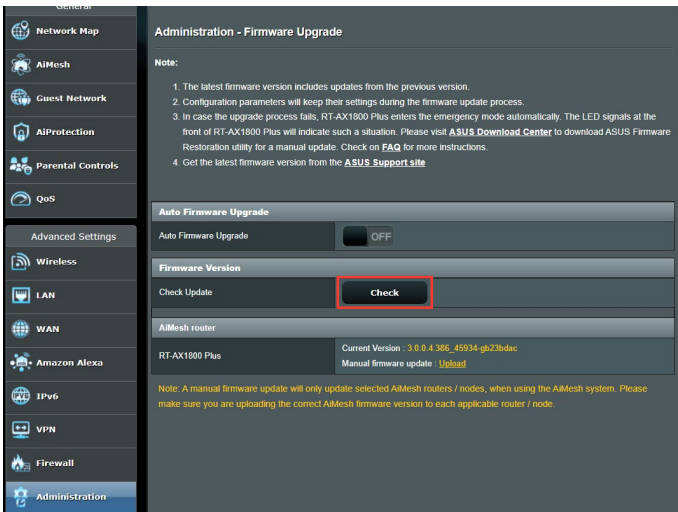 General
Network Map
AiMesh
Guest Network
AiProtection
Parental Controls
QoS
Advanced Settings
Wireless
LAN
WAN
Amazon Alexa
IPv6
VPN
Firewall
Administration
Administration - Firmware Upgrade
Note:
1. The latest firmware version includes updates from the previous version.
2. Configuration parameters will keep their settings during the firmware update process.
3. In case the upgrade process fails, RT-AX1800 Plus enters the emergency mode automatically. The LED signals at the
front of RT-AX1800 Plus will indicate such a situation. Please visit ASUS Download Center to download ASUS Firmware
Restoration utility for a manual update. Check on FAQ for more instructions.
4. Get the latest firmware version from the ASUS Support site
Auto Firmware Upgrade
Auto Firmware Upgrade OFF
Firmware Version
Check Update Check
AiMesh router
RT-AX1800 Plus
Current Version : 3.0.0.4.386_45934-gb23bdac
Manual firmware update : Upload
Note: A manual firmware update will only update selected AiMesh routers / nodes, when using the AiMesh system. Please
make sure you are uploading the correct AiMesh firmware version to each applicable router / node.